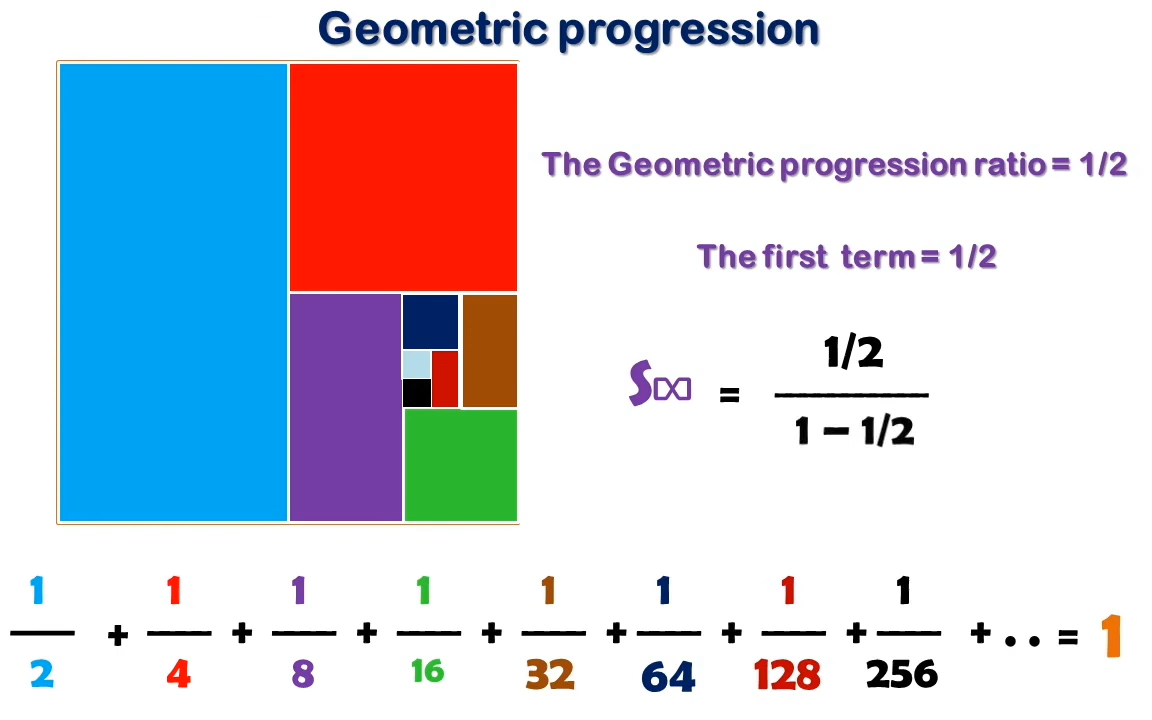 Geometric progression
The Geometric progression ratio = 1/2
The first term = 1/2
S∞ = 1/2
1 – 1/2
1 1 1 1 1 1 1 1
+ + + + + + + + . . = 1
2 4 8 16 32 64 128 256